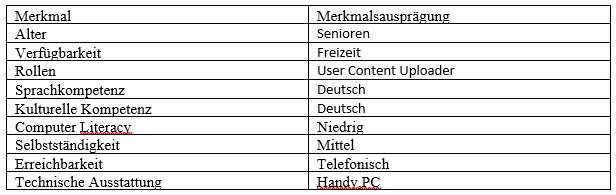 Merkmal Merkmalsausprägung
Alter Senioren
Verfügbarkeit Freizeit
Rollen User Content Uploader
Sprachkompetenz Deutsch
Kulturelle Kompetenz Deutsch
Computer Literacy Niedrig
Selbstständigkeit Mittel
Erreichbarkeit Telefonisch
Technische Ausstattung Handy PC